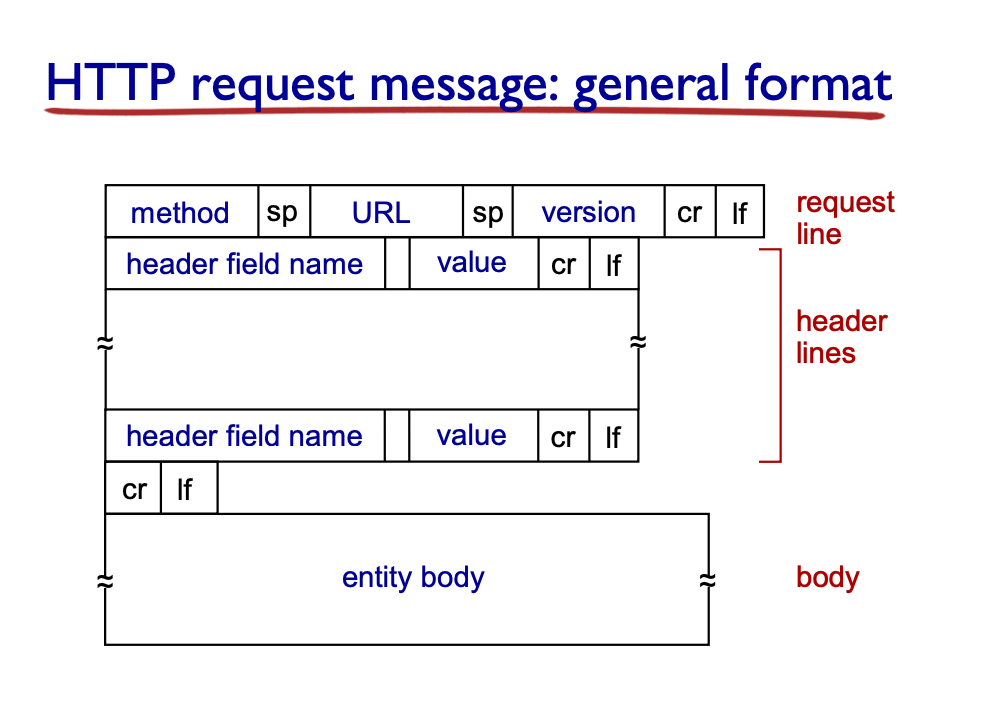 HTTP request message: general format
method sp URL sp version cr lf
request
line
header field name value cr lf
≈ ≈
header
lines
header field name value cr lf
cr lf
≈ entity body ≈
body